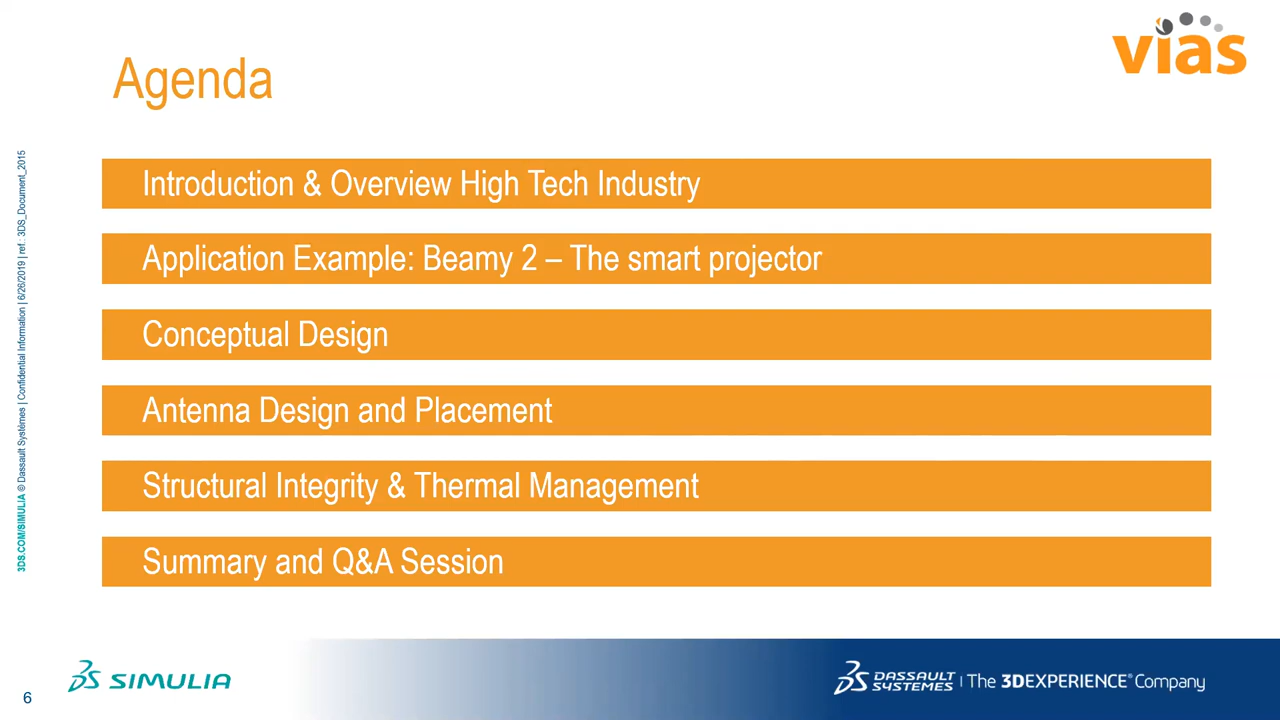 Agenda
vias
Introduction & Overview High Tech Industry
Application Example: Beamy 2 – The smart projector
Conceptual Design
Antenna Design and Placement
Structural Integrity & Thermal Management
Summary and Q&A Session
3DS.COM/SIMULIA © Dassault Systèmes | Confidential Information | 6/26/2019 | ref.: 3DS_Document_2015
6
SIMULIA
DASSAULT SYSTEMES | The 3DEXPERIENCE® Company